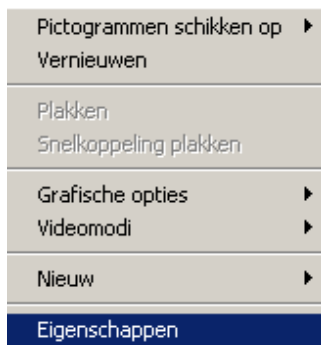 Pictogrammen schikken op
Vernieuwen
Plakken
Snelkoppeling plakken
Grafische opties
Videomodi
Nieuw
Eigenschappen